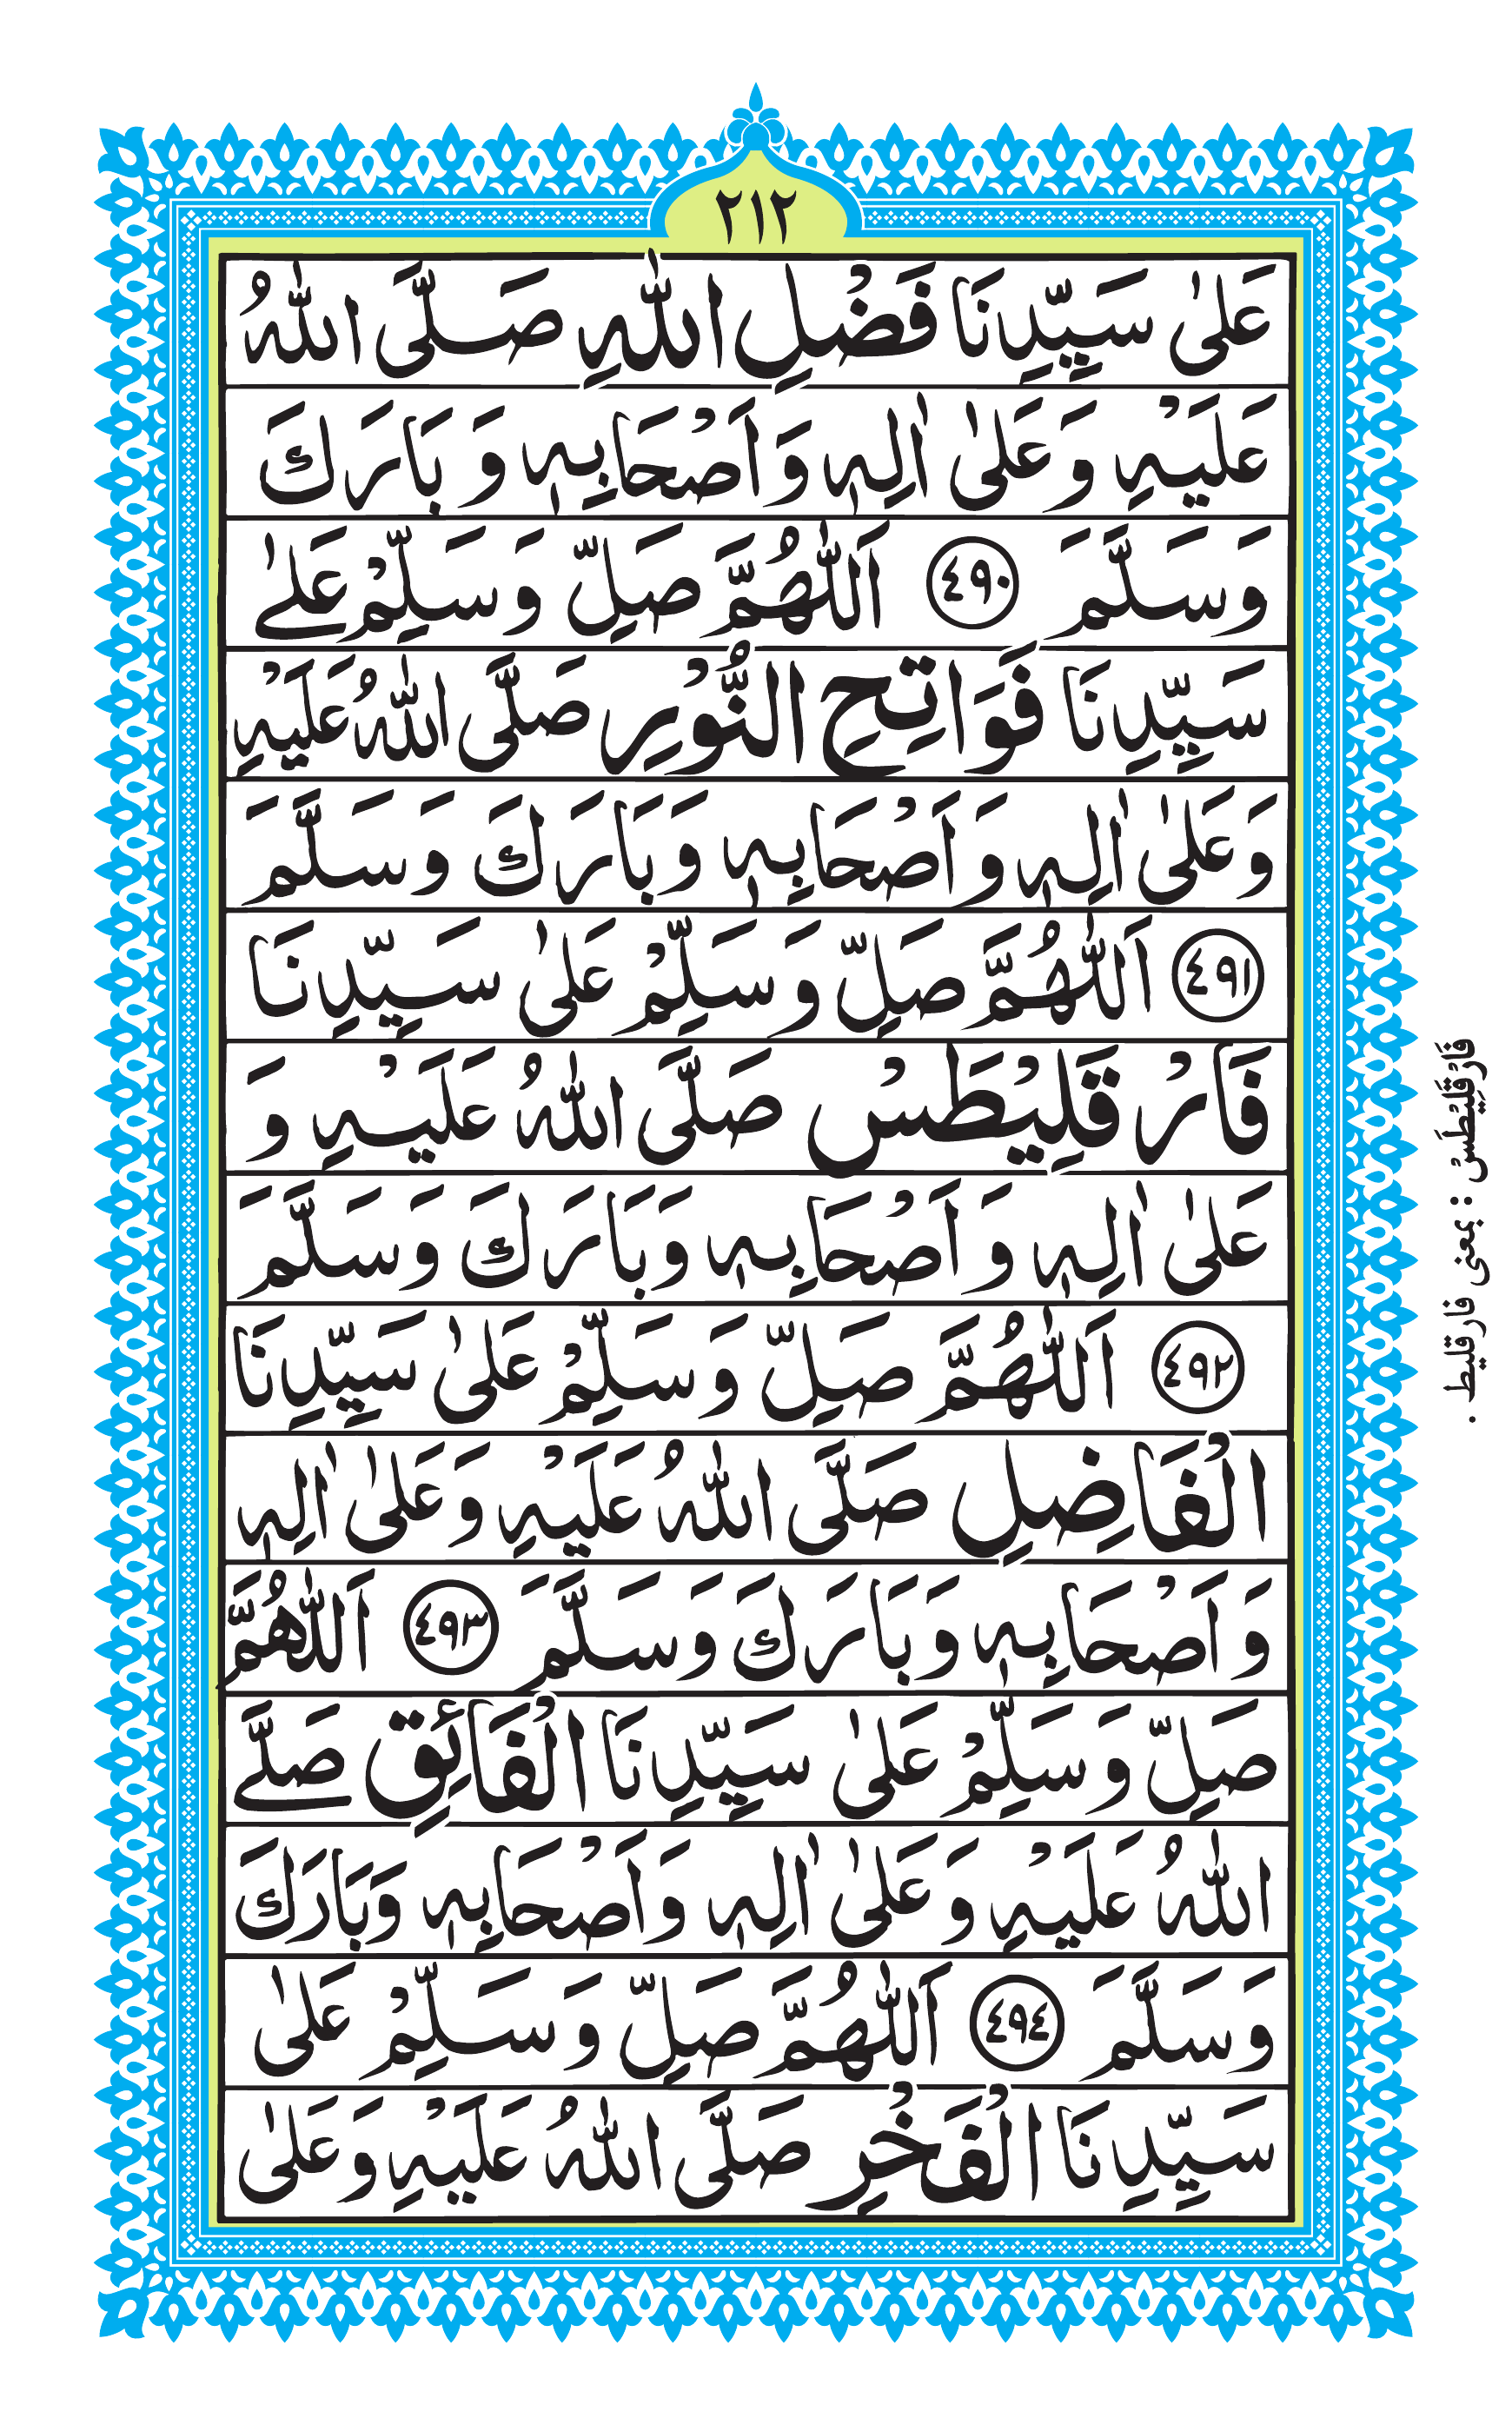 ٢١٢
عَلٰى سَيِّدِنَا فَضْلِ اللّٰهِ صَلَّى اللّٰهُ
عَلَيْهِ وَعَلٰى اٰلِهٖ وَاَصْحَابِهٖ وَ بَارَكَ
وَسَلَّمَ ٤٩٠ اَللّٰهُمَّ صَلِّ وَسَلِّمْ عَلٰے
سَيِّدِنَا فَوَاتِحِ النُّوْرِ صَلَّى اللّٰهُ عَلَيْهِ
وَعَلٰى اٰلِهٖ وَاَصْحَابِهٖ وَبَارَكَ وَسَلَّمَ
٤٩١ اَللّٰهُمَّ صَلِّ وَسَلِّمْ عَلٰى سَيِّدِنَا
فَارْ قَلِيْطَسْ صَلَّى اللّٰهُ عَلَيْهِ وَ
عَلٰى اٰلِهٖ وَاَصْحَابِهٖ وَبَارَكَ وَسَلَّمَ
٤٩٢ اَللّٰهُمَّ صَلِّ وَسَلِّمْ عَلٰى سَيِّدِنَا
الْفَاضِلِ صَلَّى اللّٰهُ عَلَيْهِ وَعَلٰى اٰلِهٖ
وَاَصْحَابِهٖ وَبَارَكَ وَسَلَّمَ ٤٩٣ اَللّٰهُمَّ
صَلِّ وَسَلِّمْ عَلٰى سَيِّدِنَا الْفَائِقِ صَلَّے
اللّٰهُ عَلَيْهِ وَعَلٰى اٰلِهٖ وَاَصْحَابِهٖ وَبَارَكَ
وَسَلَّمَ ٤٩٤ اَللّٰهُمَّ صَلِّ وَسَلِّمْ عَلٰى
سَيِّدِنَا الْفَخْرِ صَلَّى اللّٰهُ عَلَيْهِ وَعَلٰى
فَارْقَلِيْطَسْ : بمعنی فارقلیط .